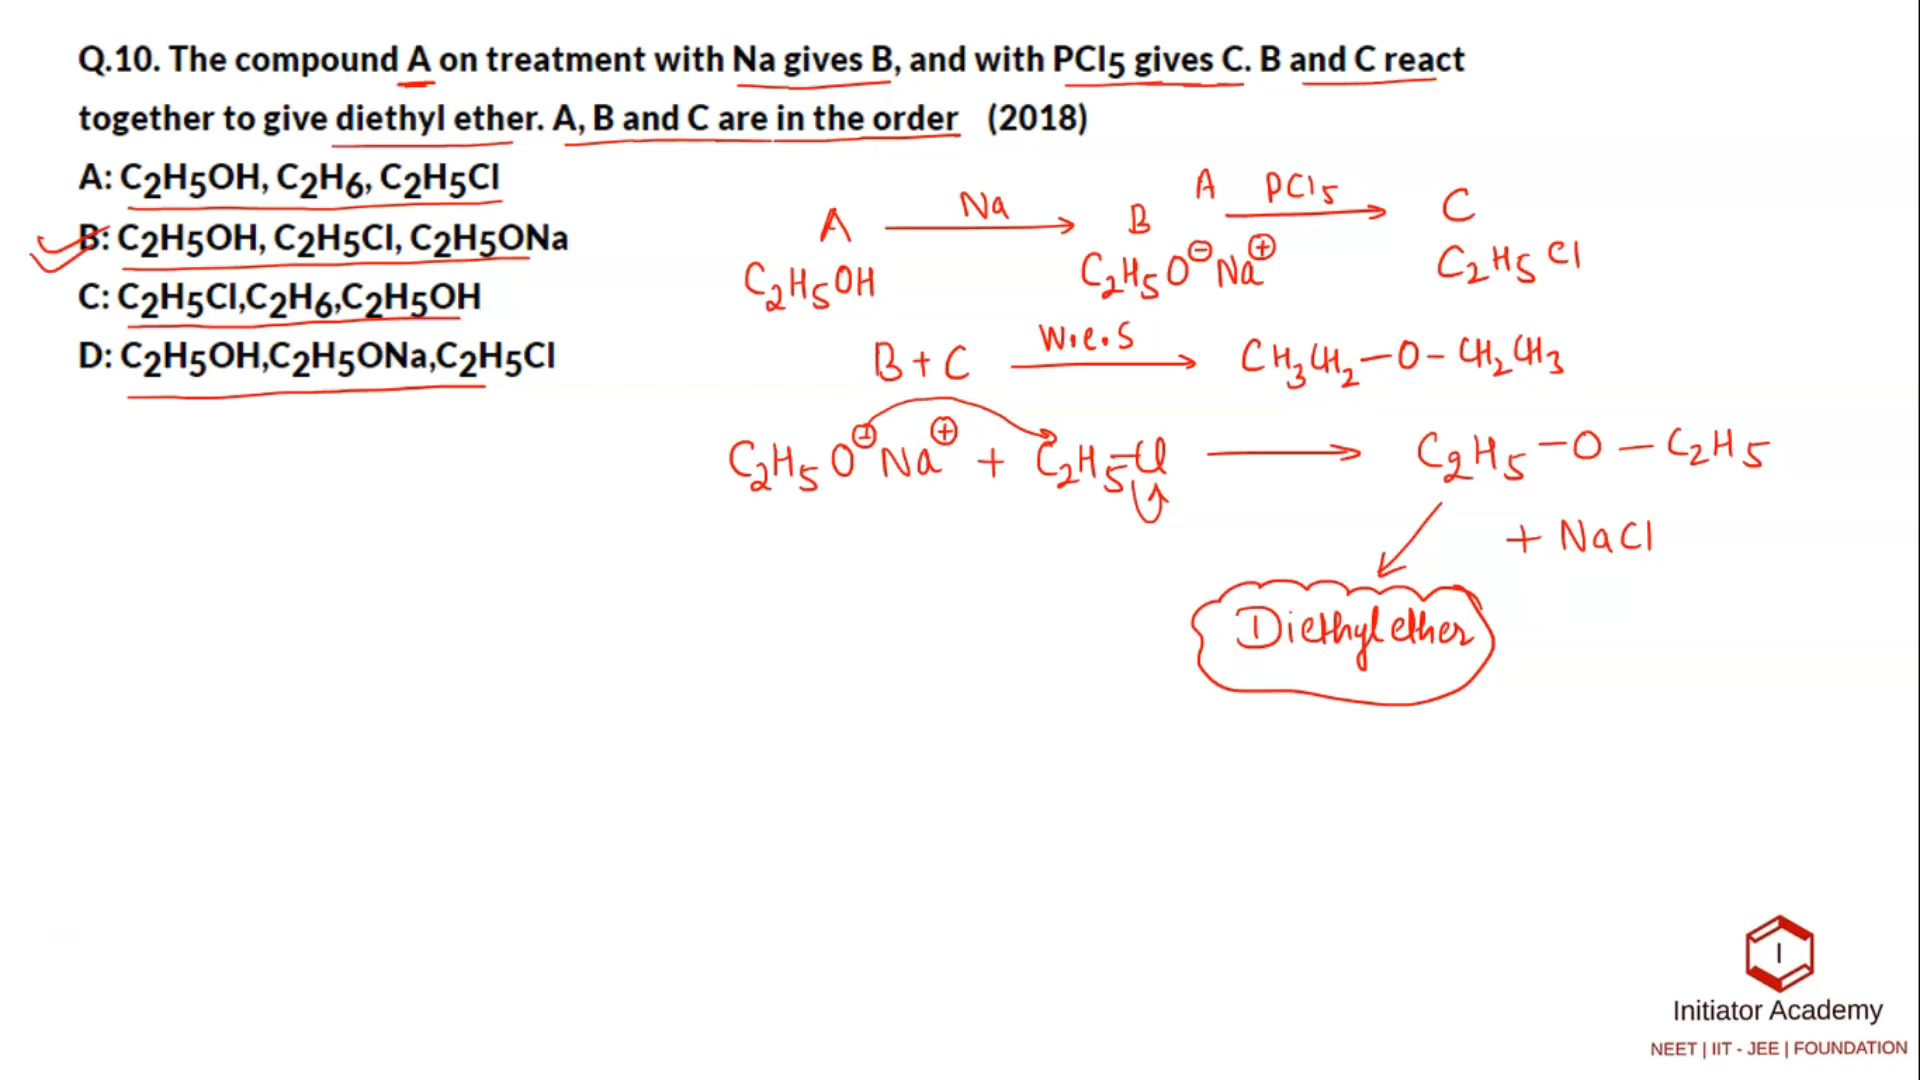 Q.10. The compound A on treatment with Na gives B, and with PCl5 gives C. B and C react
together to give diethyl ether. A, B and C are in the order (2018)
A: C2H5OH, C2H6, C2H5Cl
B: C2H5OH, C2H5Cl, C2H5ONa
C: C2H5Cl,C2H6,C2H5OH
D: C2H5OH,C2H5ONa,C2H5Cl
A Na B A PCl5 C
C2H5OH C2H5O⊖Na⊕ C2H5Cl
B + C W.e.S CH3CH2-O-CH2CH3
C2H5O⊖Na⊕ + C2H5-Cl C2H5-O-C2H5
+ NaCl
Diethyl ether
I
Initiator Academy
NEET | IIT - JEE | FOUNDATION